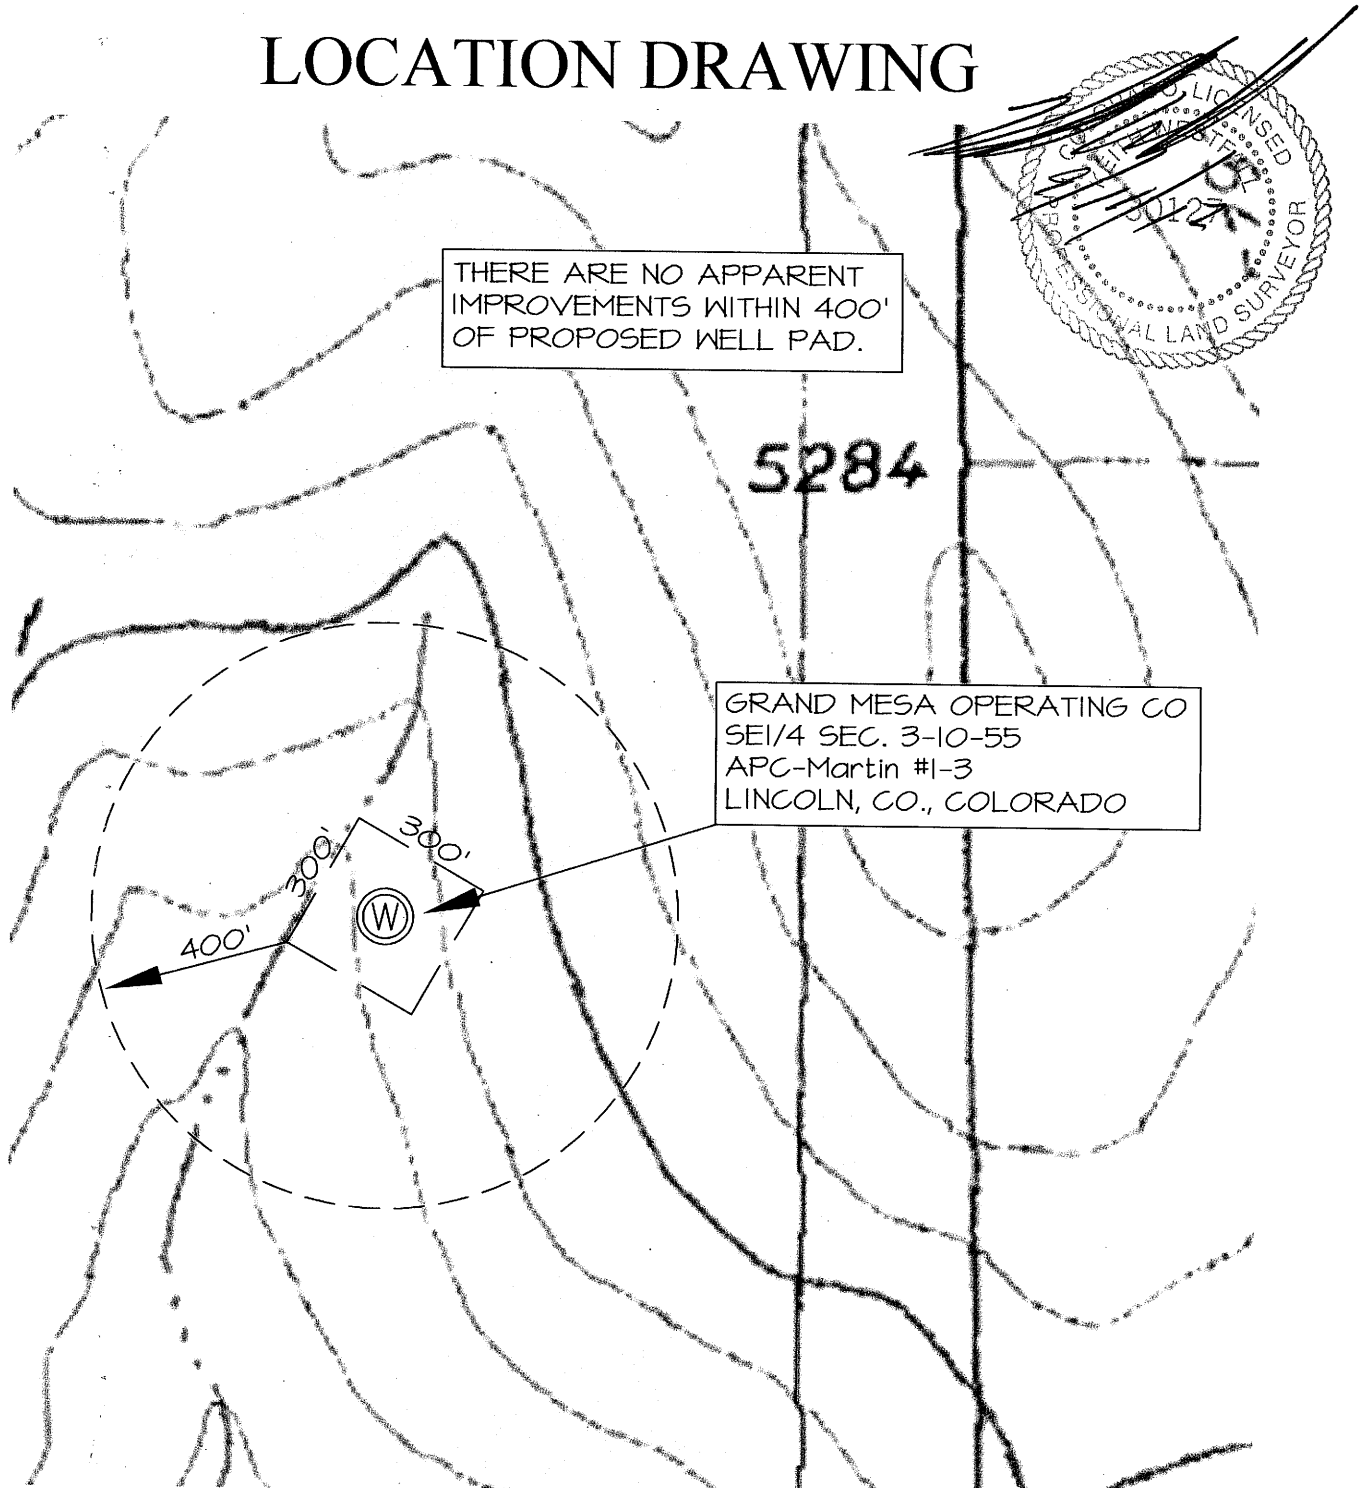 LOCATION DRAWING
LICENSED
PROFESSIONAL LAND SURVEYOR
THERE ARE NO APPARENT
IMPROVEMENTS WITHIN 400'
OF PROPOSED WELL PAD.
5284
GRAND MESA OPERATING CO
SE1/4 SEC. 3-10-55
APC-Martin #1-3
LINCOLN, CO., COLORADO
300'
300'
W
400'